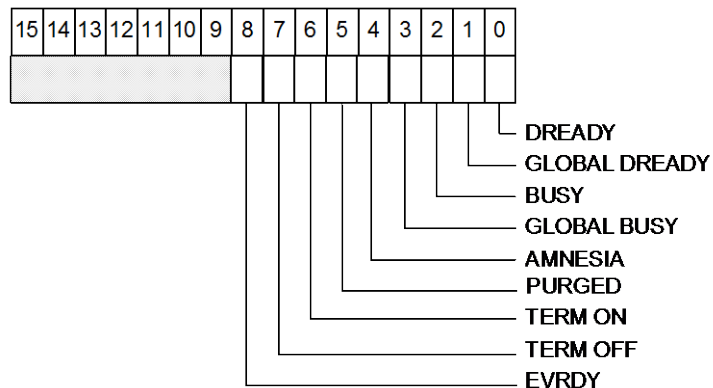 15 14 13 12 11 10 9 8 7 6 5 4 3 2 1 0
DREADY
GLOBAL DREADY
BUSY
GLOBAL BUSY
AMNESIA
PURGED
TERM ON
TERM OFF
EVRDY